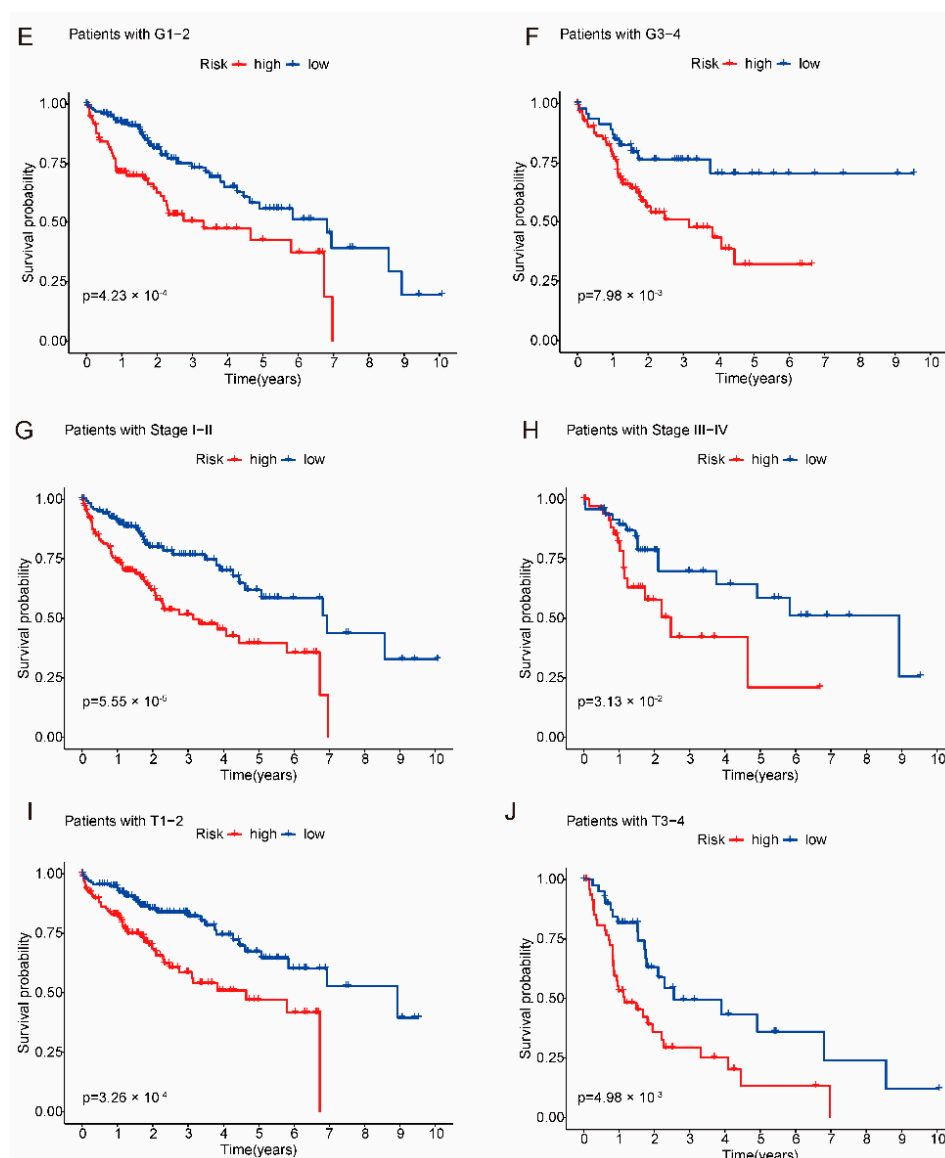 E
Patients with G1-2
Risk high low
1.00
0.75
0.50
0.25
0.00
Survival probability
p=4.23 × 10⁻⁴
0 1 2 3 4 5 6 7 8 9 10
Time(years)
F
Patients with G3-4
Risk high low
1.00
0.75
0.50
0.25
0.00
Survival probability
p=7.98 × 10⁻³
0 1 2 3 4 5 6 7 8 9 10
Time(years)
G
Patients with Stage I-II
Risk high low
1.00
0.75
0.50
0.25
0.00
Survival probability
p=5.55 × 10
0 1 2 3 4 5 6 7 8 9 10
Time(years)
H
Patients with Stage III-IV
Risk high low
1.00
0.75
0.50
0.25
0.00
Survival probability
p=3.13 × 10⁻²
0 1 2 3 4 5 6 7 8 9 10
Time(years)
I
Patients with T1-2
Risk high low
1.00
0.75
0.50
0.25
0.00
Survival probability
p=3.26 × 10⁻⁴
0 1 2 3 4 5 6 7 8 9 10
Time(years)
J
Patients with T3-4
Risk high low
1.00
0.75
0.50
0.25
0.00
Survival probability
p=4.98 × 10⁻³
0 1 2 3 4 5 6 7 8 9 10
Time(years)